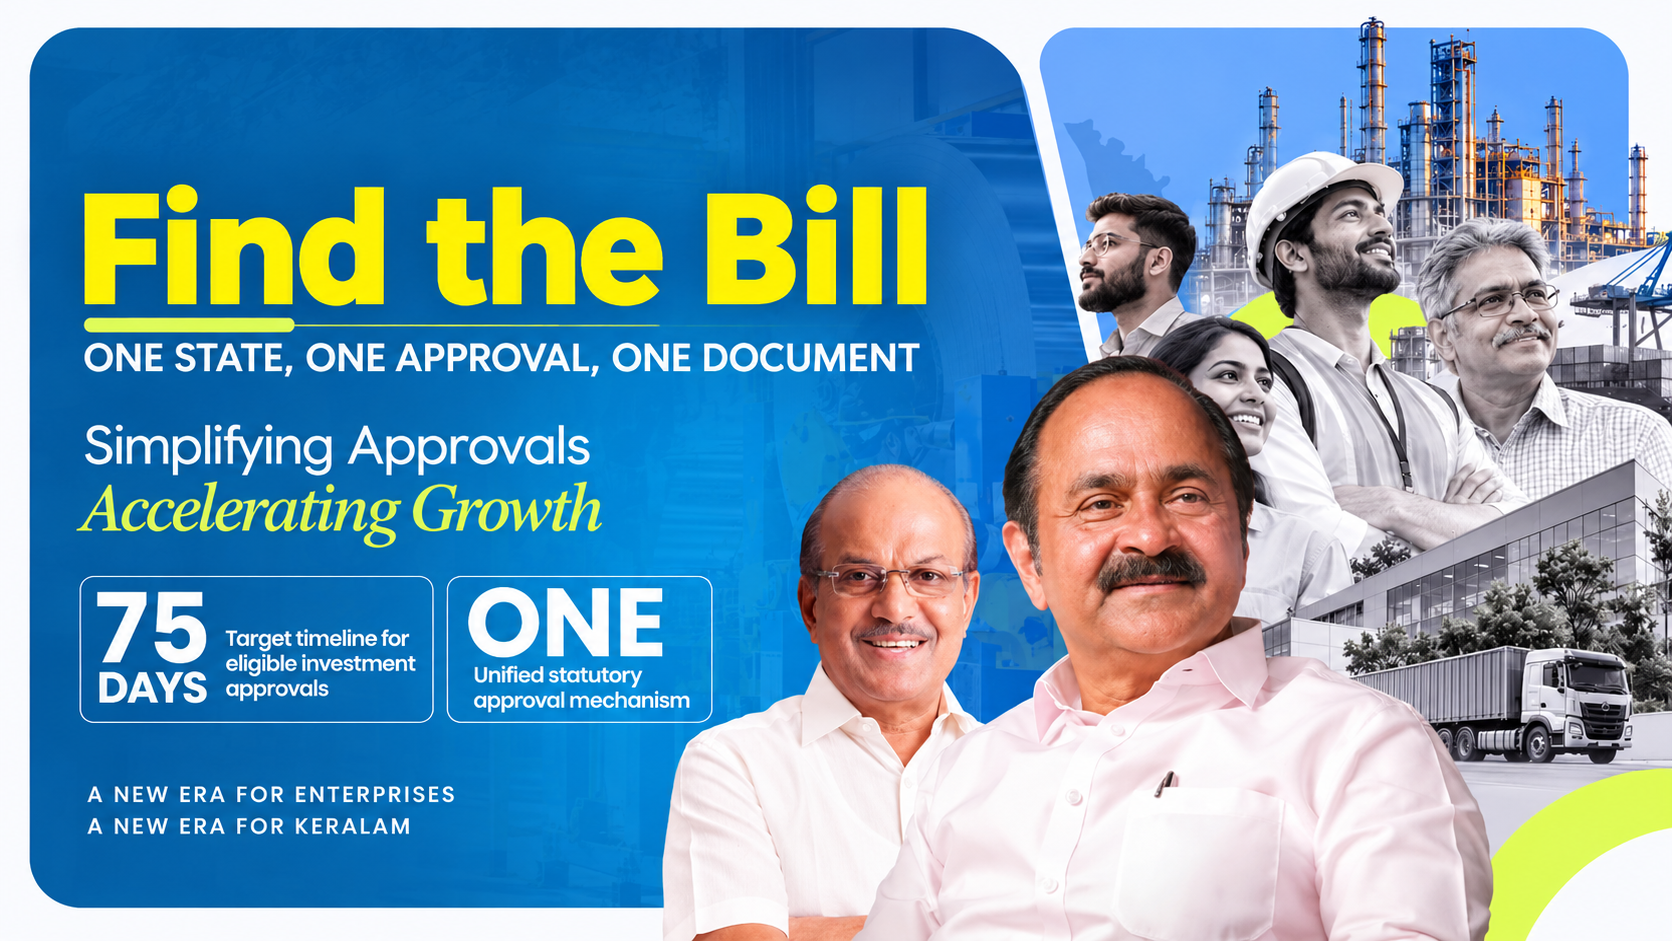 Find the Bill
ONE STATE, ONE APPROVAL, ONE DOCUMENT
Simplifying Approvals
Accelerating Growth
75
DAYS
Target timeline for
eligible investment
approvals
ONE
Unified statutory
approval mechanism
A NEW ERA FOR ENTERPRISES
A NEW ERA FOR KERALAM